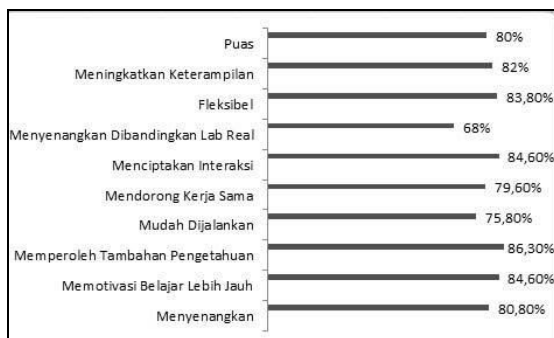 Puas 80%
Meningkatkan Keterampilan 82%
Fleksibel 83,80%
Menyenangkan Dibandingkan Lab Real 68%
Menciptakan Interaksi 84,60%
Mendorong Kerja Sama 79,60%
Mudah Dijalankan 75,80%
Memperoleh Tambahan Pengetahuan 86,30%
Memotivasi Belajar Lebih Jauh 84,60%
Menyenangkan 80,80%